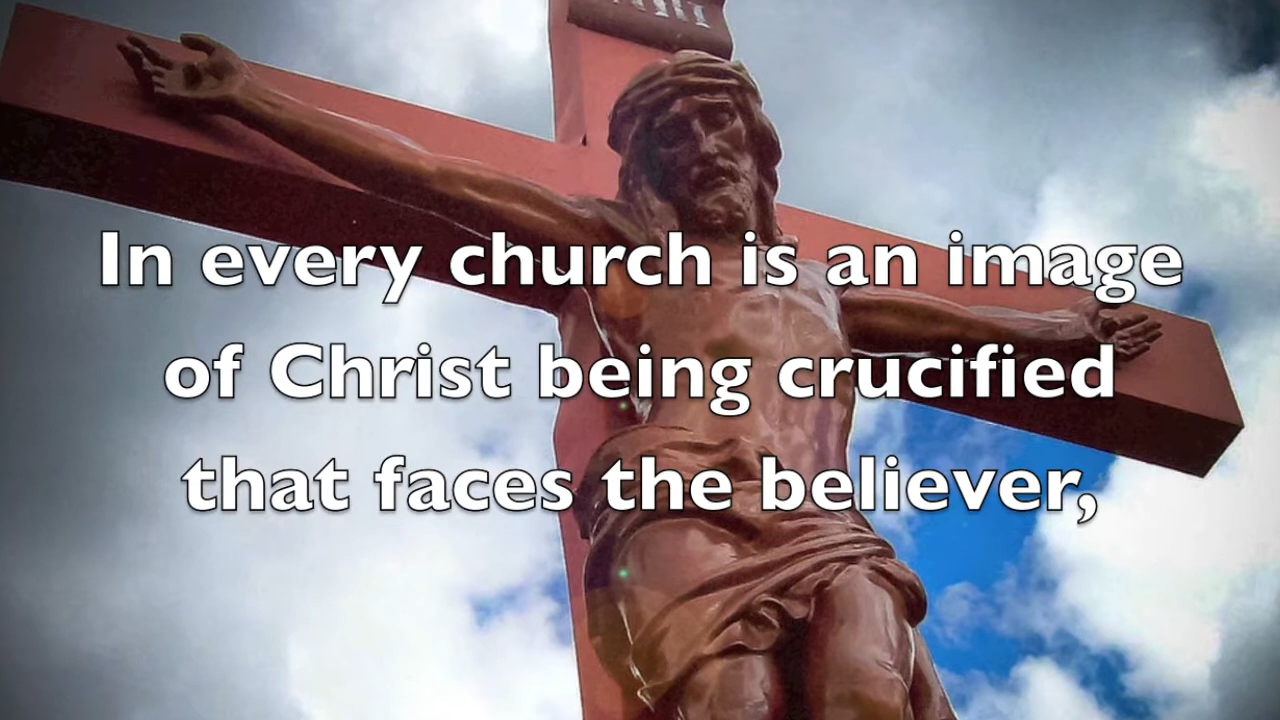 In every church is an image
of Christ being crucified
that faces the believer,